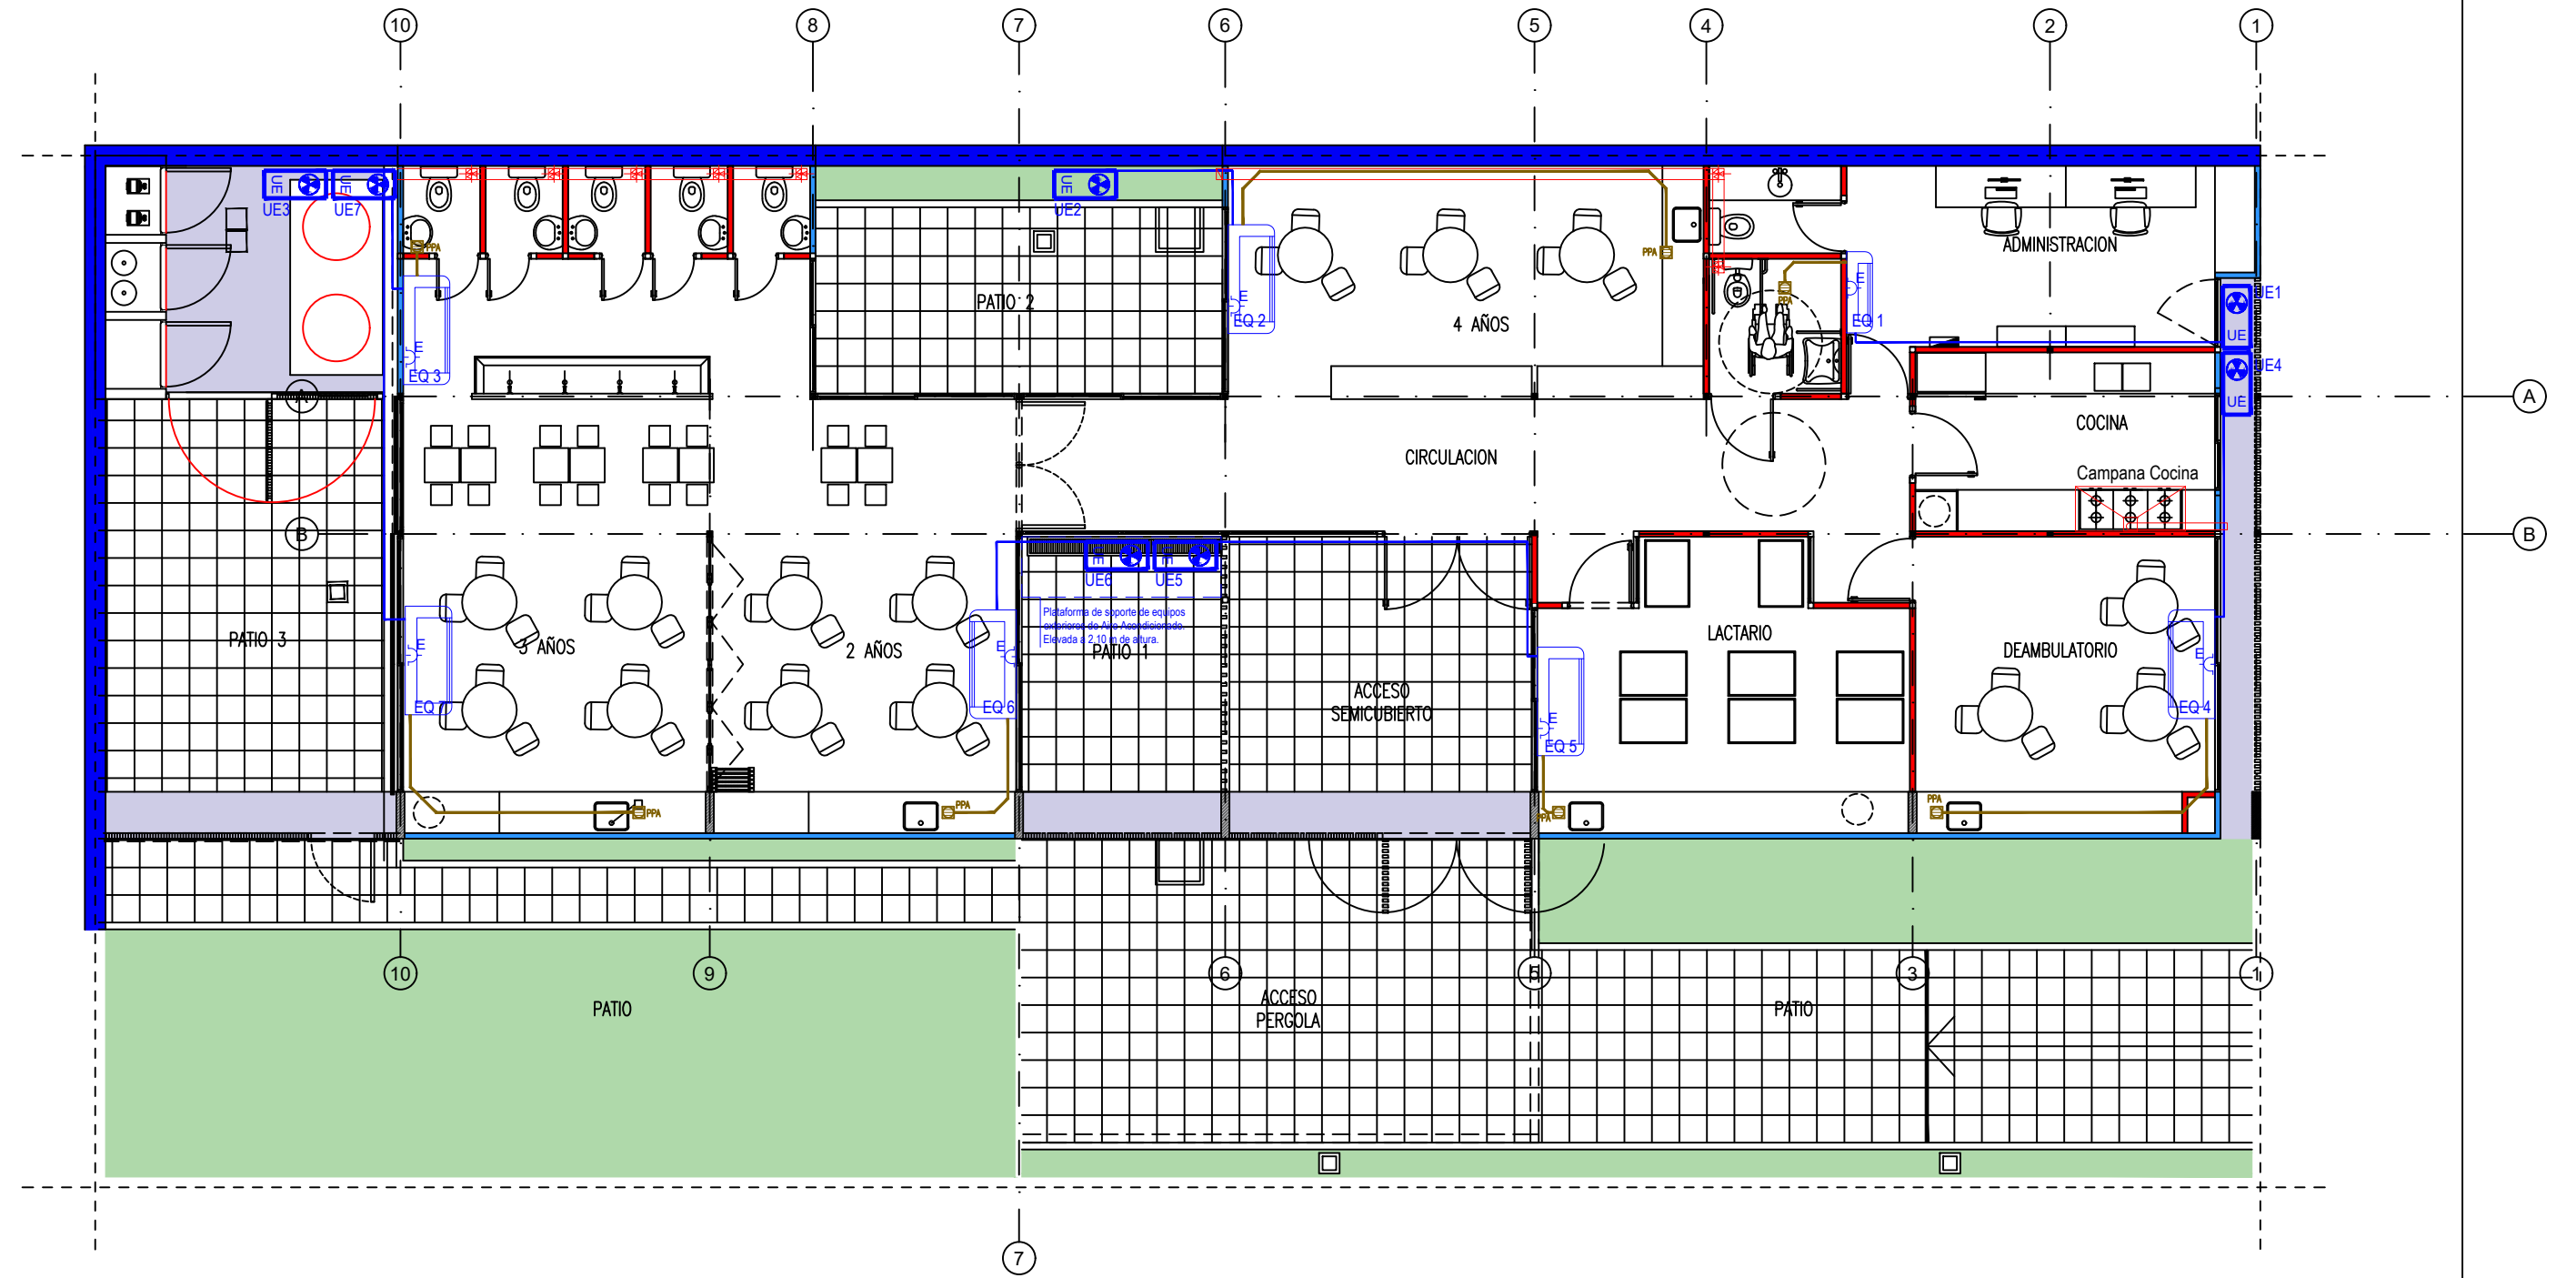 10
8
7
6
5
4
2
1
UE
UE3
UE
UE7
UE
UE2
PPA
PPA
PPA
ADMINISTRACION
E
EQ 1
UE1
UE
UE4
UE
PATIO 2
E
EQ 2
4 AÑOS
E
EQ 3
A
A
COCINA
CIRCULACION
Campana Cocina
B
B
E
UE6
E
UE5
Plataforma de soporte de equipos
exteriores de Aire Acondicionado.
Elevada a 2,10 m de altura.
PATIO 3
3 AÑOS
2 AÑOS
PATIO 1
LACTARIO
DEAMBULATORIO
E
EQ 7
E
EQ 6
ACCESO
SEMICUBIERTO
E
EQ 5
E
EQ 4
PPA
PPA
PPA
PPA
10
9
6
5
3
1
PATIO
ACCESO
PERGOLA
PATIO
7